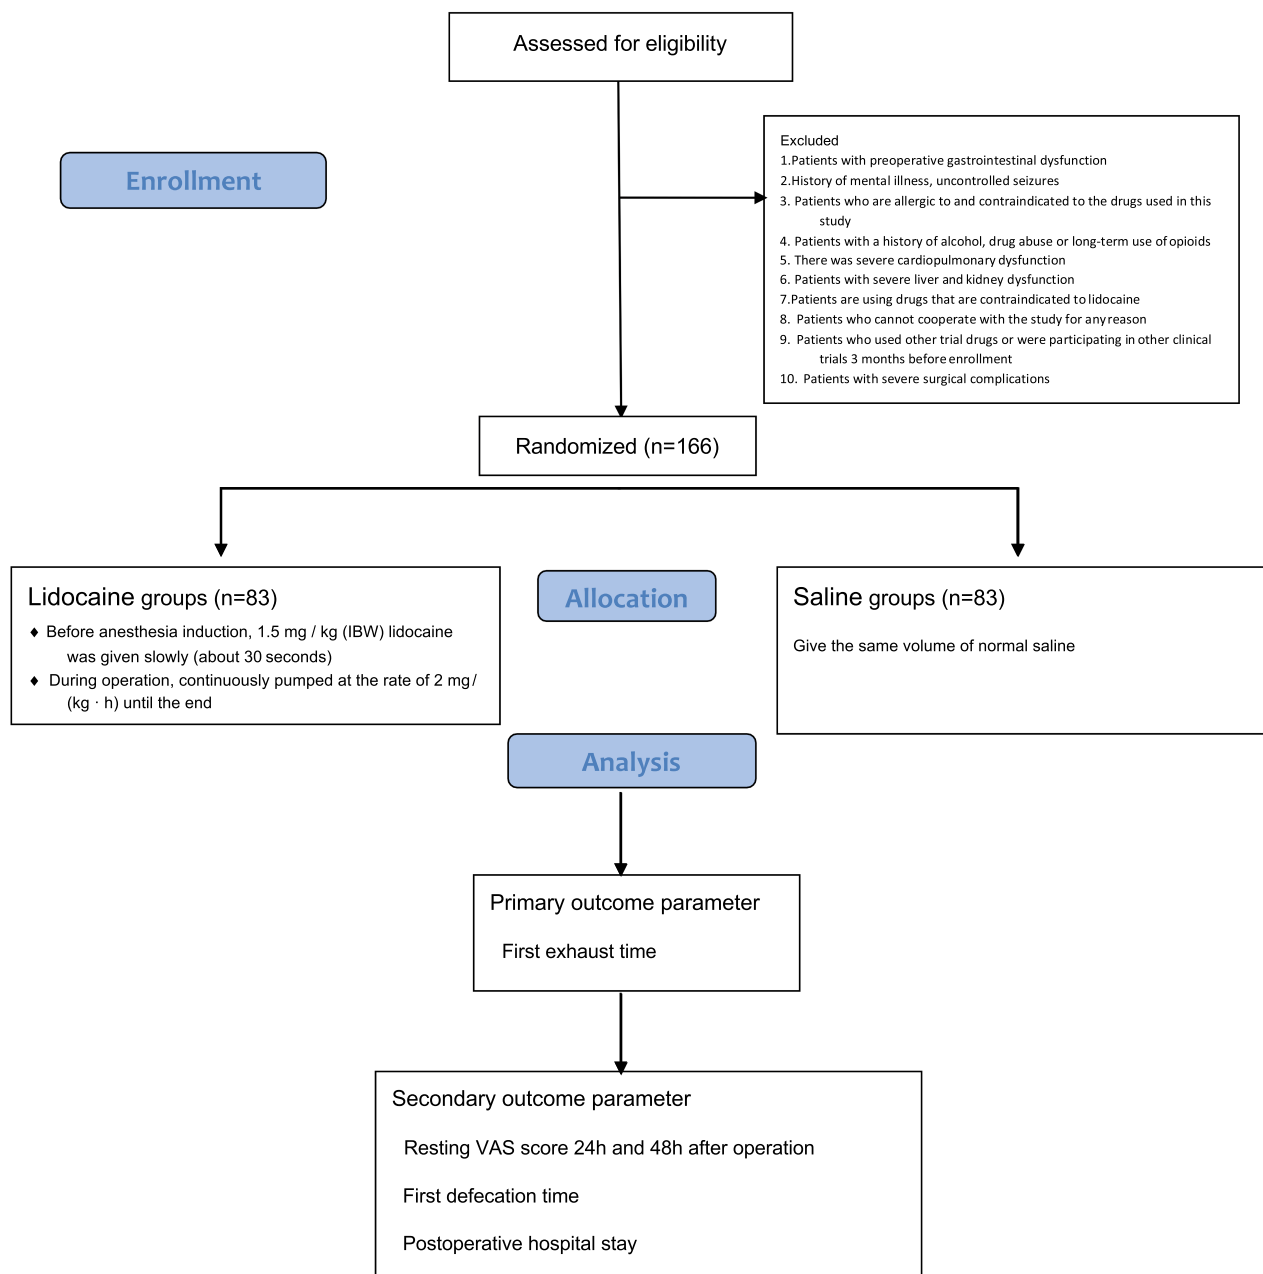 Assessed for eligibility
Enrollment
Excluded
1.Patients with preoperative gastrointestinal dysfunction
2.History of mental illness, uncontrolled seizures
3. Patients who are allergic to and contraindicated to the drugs used in this
study
4. Patients with a history of alcohol, drug abuse or long-term use of opioids
5. There was severe cardiopulmonary dysfunction
6. Patients with severe liver and kidney dysfunction
7.Patients are using drugs that are contraindicated to lidocaine
8. Patients who cannot cooperate with the study for any reason
9. Patients who used other trial drugs or were participating in other clinical
trials 3 months before enrollment
10. Patients with severe surgical complications
Randomized (n=166)
Lidocaine groups (n=83)
♦ Before anesthesia induction, 1.5 mg / kg (IBW) lidocaine
was given slowly (about 30 seconds)
♦ During operation, continuously pumped at the rate of 2 mg /
(kg · h) until the end
Allocation
Saline groups (n=83)
Give the same volume of normal saline
Analysis
Primary outcome parameter
First exhaust time
Secondary outcome parameter
Resting VAS score 24h and 48h after operation
First defecation time
Postoperative hospital stay